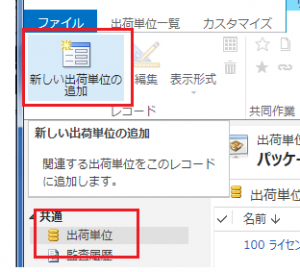 ファイル 出荷単位一覧 カスタマイズ
新しい出荷単位の
追加
編集 表示形式
レコード 共同作業
新しい出荷単位の追加
関連する出荷単位をこのレコード
に追加します。
出荷単位
パッケー
共通
出荷単位
出荷単位
監査履歴
名前
100 ライセン